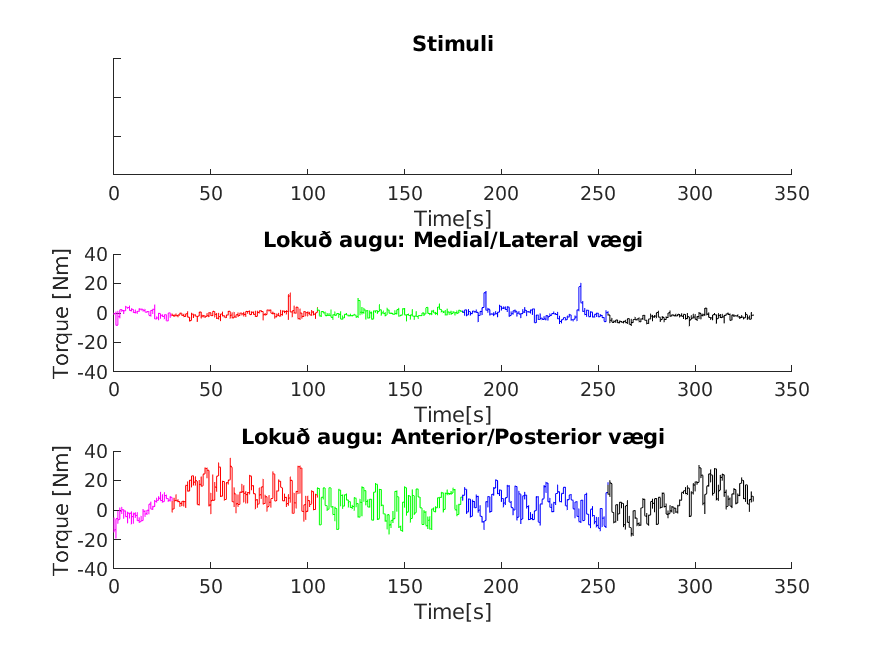 Stimuli
0 50 100 150 200 250 300 350
Time[s]
Lokuð augu: Medial/Lateral vægi
Torque [Nm]
40
20
0
-20
-40
0 50 100 150 200 250 300 350
Time[s]
Lokuð augu: Anterior/Posterior vægi
Torque [Nm]
40
20
0
-20
-40
0 50 100 150 200 250 300 350
Time[s]